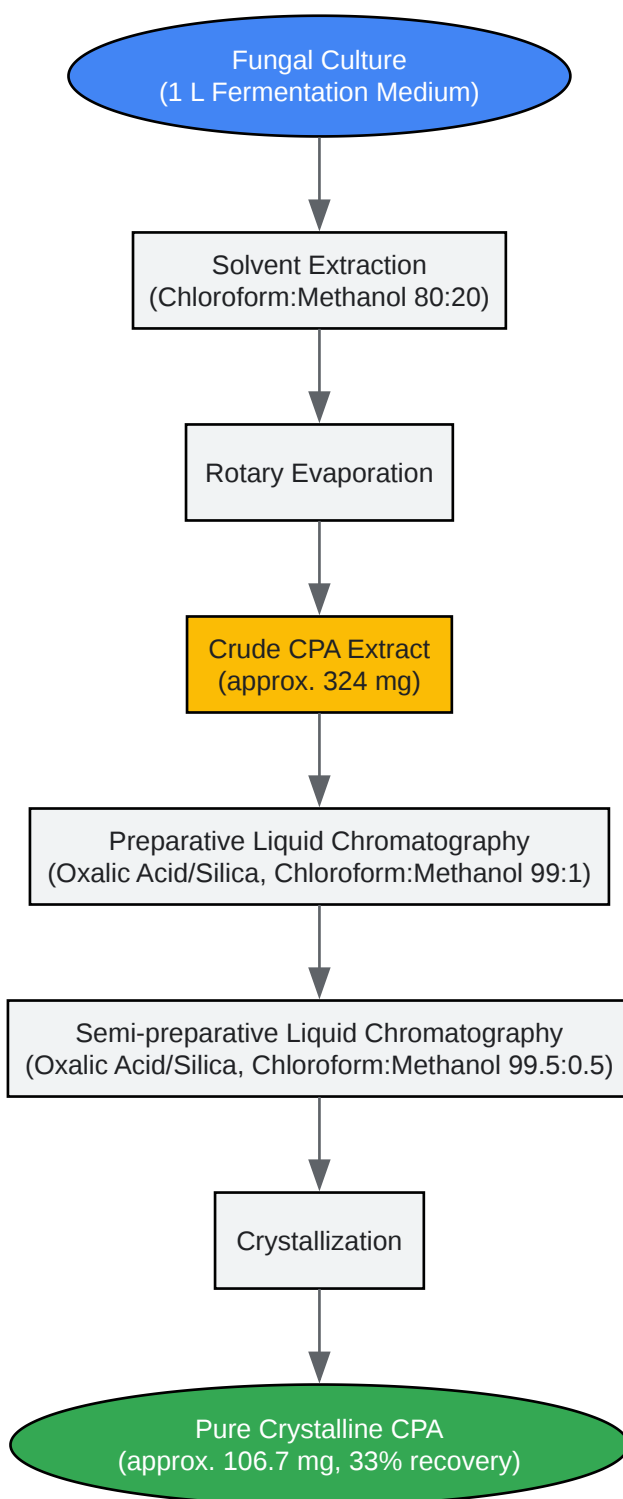 Fungal Culture
(1 L Fermentation Medium)
Solvent Extraction
(Chloroform:Methanol 80:20)
Rotary Evaporation
Crude CPA Extract
(approx. 324 mg)
Preparative Liquid Chromatography
(Oxalic Acid/Silica, Chloroform:Methanol 99:1)
Semi-preparative Liquid Chromatography
(Oxalic Acid/Silica, Chloroform:Methanol 99.5:0.5)
Crystallization
Pure Crystalline CPA
(approx. 106.7 mg, 33% recovery)